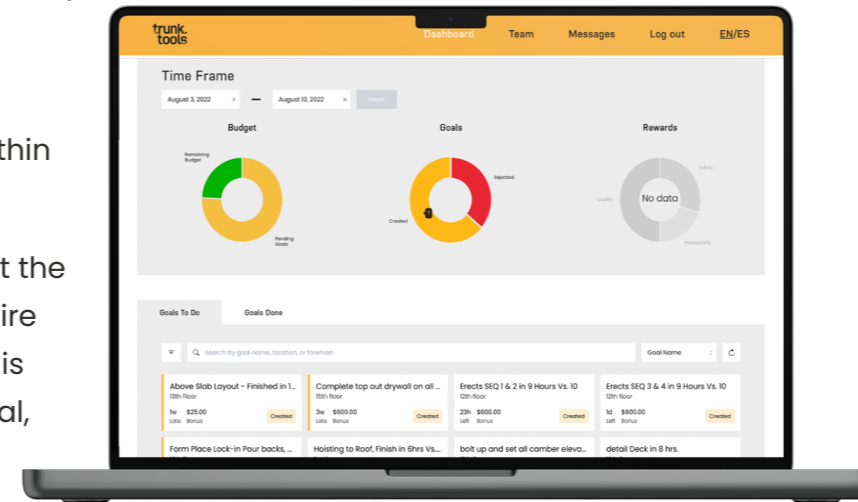 trunk.
tools
Dashboard
Team
Messages
Log out
EN/ES
Time Frame
August 3, 2022 ×
—
August 10, 2022 ×
Reset
Budget
Goals
Rewards
Remaining
Budget
Pending
Goals
Rejected
Created
Safety
Quality
No data
Productivity
thin
t the
ire
is
al,
Goals To Do
Goals Done
Search by goal name, location, or foreman
Goal Name
Above Slab Layout - Finished in 1...
13th Floor
1w $25.00
Late Bonus
Created
Complete top out drywall on all ...
15th floor
3w $600.00
Late Bonus
Created
Erects SEQ 1 & 2 in 9 Hours Vs. 10
12th floor
23h $600.00
Left Bonus
Created
Erects SEQ 3 & 4 in 9 Hours Vs. 10
12th floor
1d $600.00
Left Bonus
Created
Form Place Lock-in Pour backs, ...
Hoisting to Roof, Finish in 6hrs Vs...
bolt up and set all camber eleva...
detail Deck in 8 hrs.